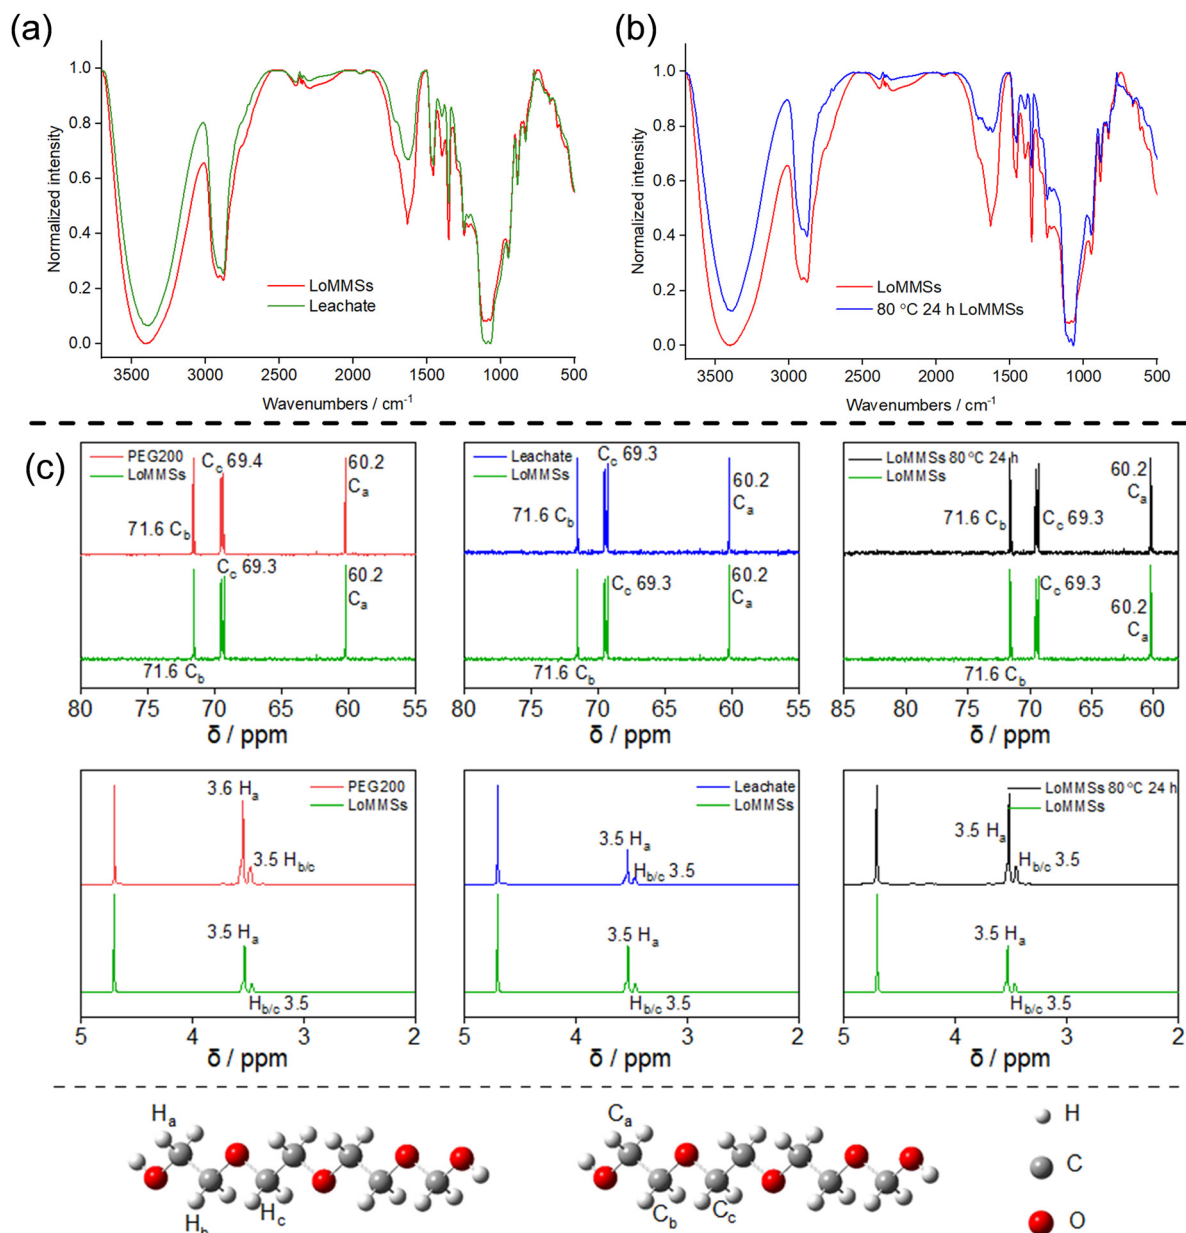 (a)
1.0
0.8
0.6
0.4
0.2
0.0
Normalized intensity
LoMMSs
Leachate
3500 3000 2500 2000 1500 1000 500
Wavenumbers / cm⁻¹
(b)
1.0
0.8
0.6
0.4
0.2
0.0
Normalized intensity
LoMMSs
80 °C 24 h LoMMSs
3500 3000 2500 2000 1500 1000 500
Wavenumbers / cm⁻¹
(c)
PEG200
LoMMSs
Cc 69.4
60.2
Ca
71.6 Cb
Cc 69.3
60.2
Ca
71.6 Cb
80 75 70 65 60 55
δ / ppm
Leachate
LoMMSs
Cc 69.3
60.2
Ca
71.6 Cb
Cc 69.3
60.2
Ca
71.6 Cb
80 75 70 65 60 55
δ / ppm
LoMMSs 80 °C 24 h
LoMMSs
60.2
Ca
71.6 Cb
Cc 69.3
Cc 69.3
60.2
Ca
71.6 Cb
85 80 75 70 65 60
δ / ppm
PEG200
LoMMSs
3.6 Ha
3.5 Hb/c
3.5 Ha
Hb/c 3.5
5 4 3 2
δ / ppm
Leachate
LoMMSs
3.5 Ha
Hb/c 3.5
3.5 Ha
Hb/c 3.5
5 4 3 2
δ / ppm
LoMMSs 80 °C 24 h
LoMMSs
3.5 Ha
Hb/c 3.5
3.5 Ha
Hb/c 3.5
5 4 3 2
δ / ppm
Ha
Hb
Hc
Ca
Cb
Cc
H
C
O